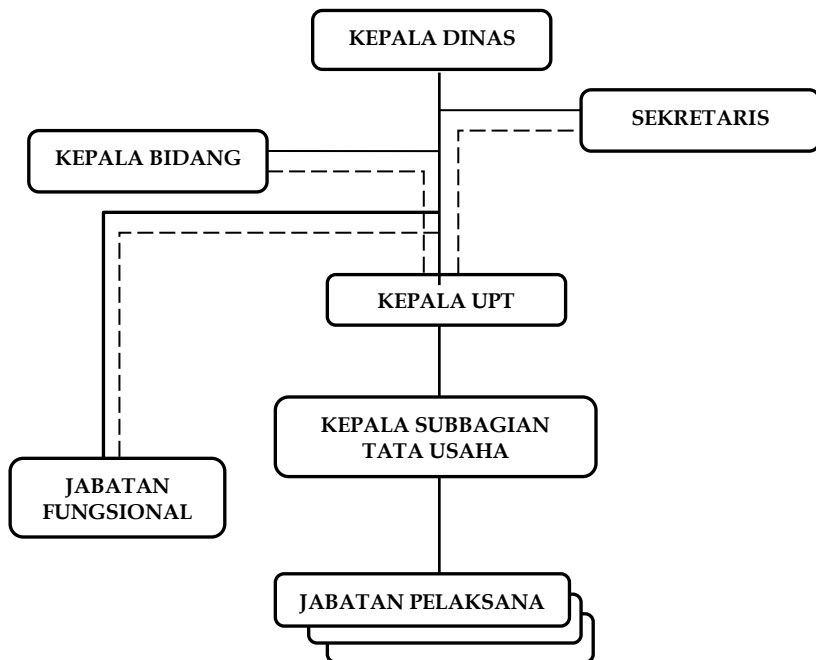 KEPALA DINAS
SEKRETARIS
KEPALA BIDANG
KEPALA UPT
KEPALA SUBBAGIAN
TATA USAHA
JABATAN
FUNGSIONAL
JABATAN PELAKSANA